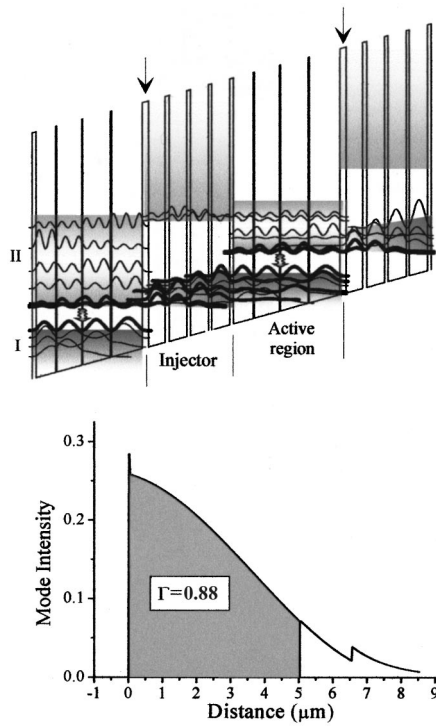 II
I
Injector
Active
region
Mode Intensity
0.3
0.2
0.1
0.0
Γ=0.88
-1 0 1 2 3 4 5 6 7 8 9
Distance (μm)